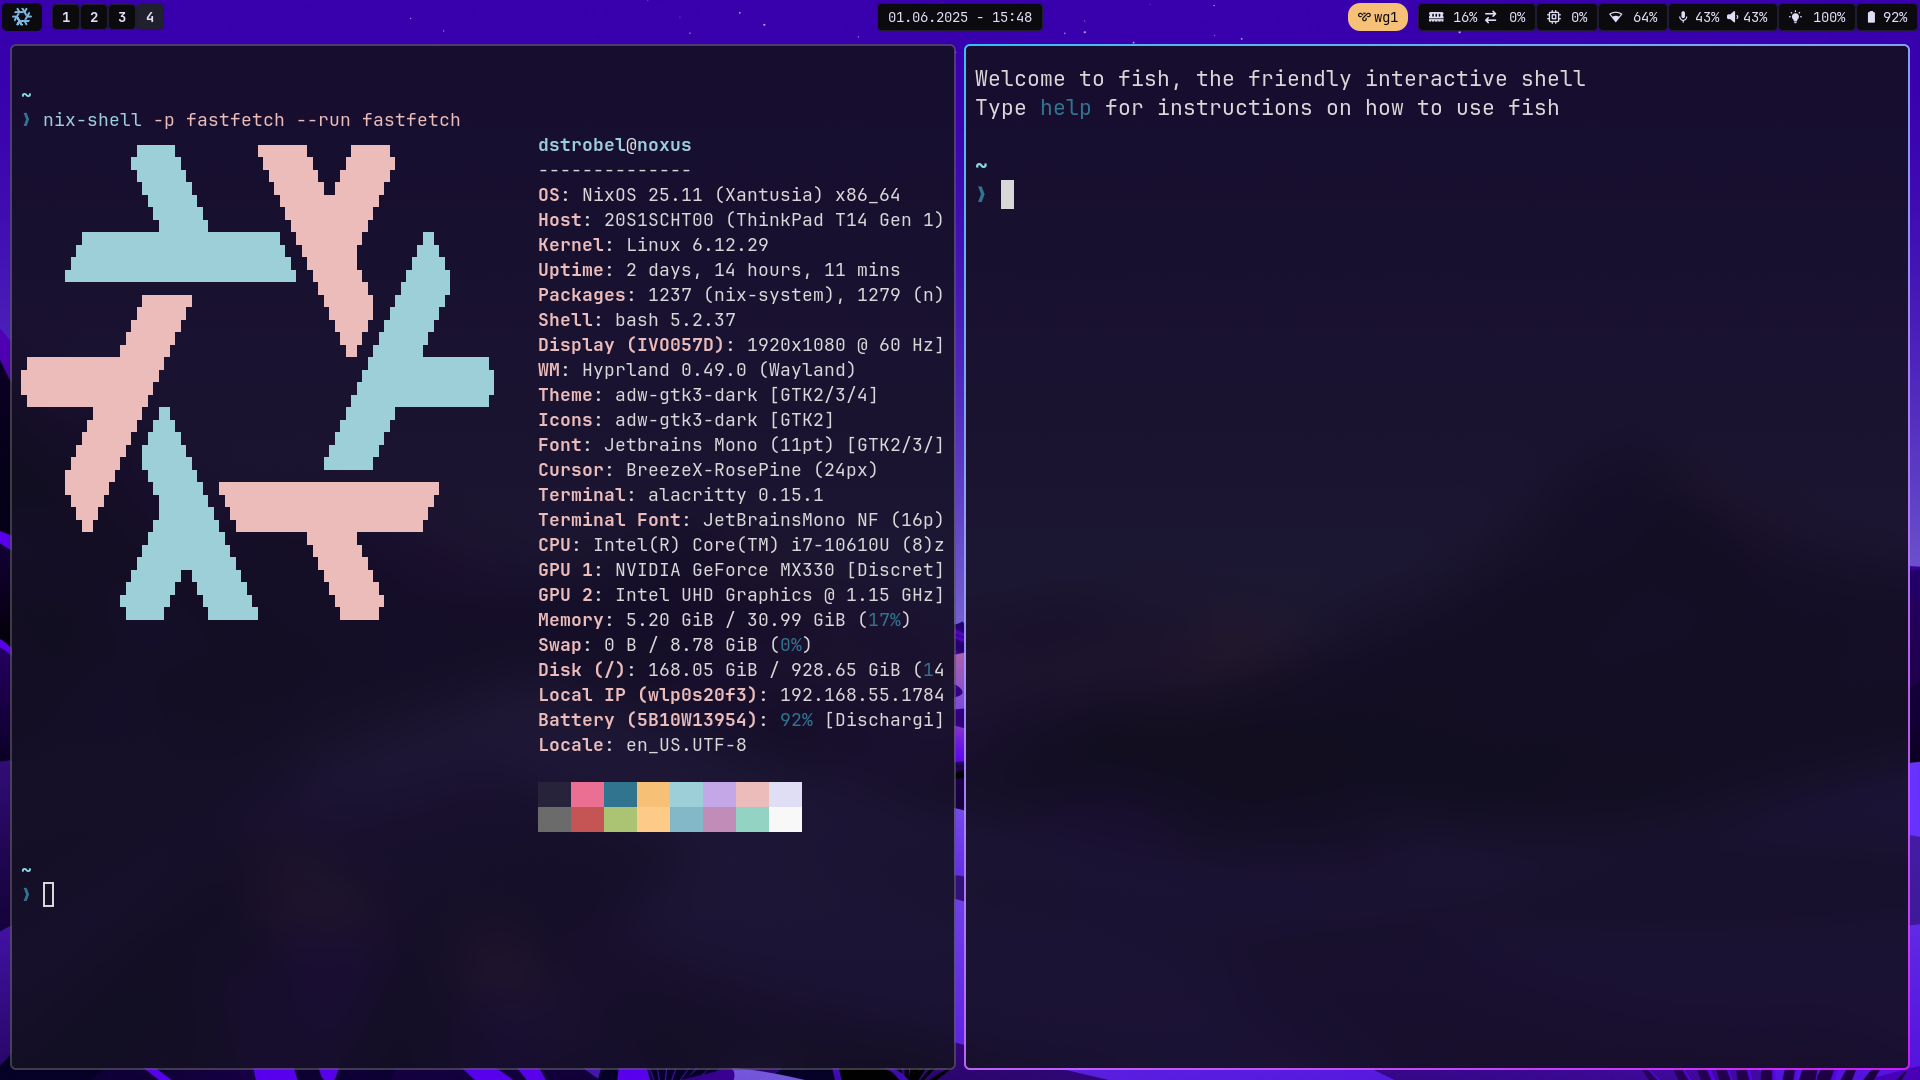 1 2 3 4
01.06.2025 - 15:48
wg1
16% 0%
0%
64%
43% 43%
100%
92%
~
❯ nix-shell -p fastfetch --run fastfetch
dstrobel@noxus
--------------
OS: NixOS 25.11 (Xantusia) x86_64
Host: 20S1SCHT00 (ThinkPad T14 Gen 1)
Kernel: Linux 6.12.29
Uptime: 2 days, 14 hours, 11 mins
Packages: 1237 (nix-system), 1279 (n)
Shell: bash 5.2.37
Display (IVO057D): 1920x1080 @ 60 Hz]
WM: Hyprland 0.49.0 (Wayland)
Theme: adw-gtk3-dark [GTK2/3/4]
Icons: adw-gtk3-dark [GTK2]
Font: Jetbrains Mono (11pt) [GTK2/3/]
Cursor: BreezeX-RosePine (24px)
Terminal: alacritty 0.15.1
Terminal Font: JetBrainsMono NF (16p)
CPU: Intel(R) Core(TM) i7-10610U (8)z
GPU 1: NVIDIA GeForce MX330 [Discret]
GPU 2: Intel UHD Graphics @ 1.15 GHz]
Memory: 5.20 GiB / 30.99 GiB (17%)
Swap: 0 B / 8.78 GiB (0%)
Disk (/): 168.05 GiB / 928.65 GiB (14
Local IP (wlp0s20f3): 192.168.55.1784
Battery (5B10W13954): 92% [Dischargi]
Locale: en_US.UTF-8
~
❯
Welcome to fish, the friendly interactive shell
Type help for instructions on how to use fish
~
❯